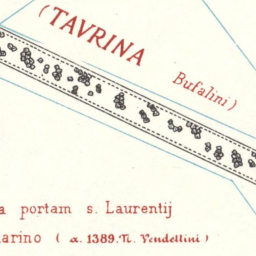 (TAVRINA
Bufalini)
a portam s. Laurentij
arino ( a. 1389. N. Vendettini )